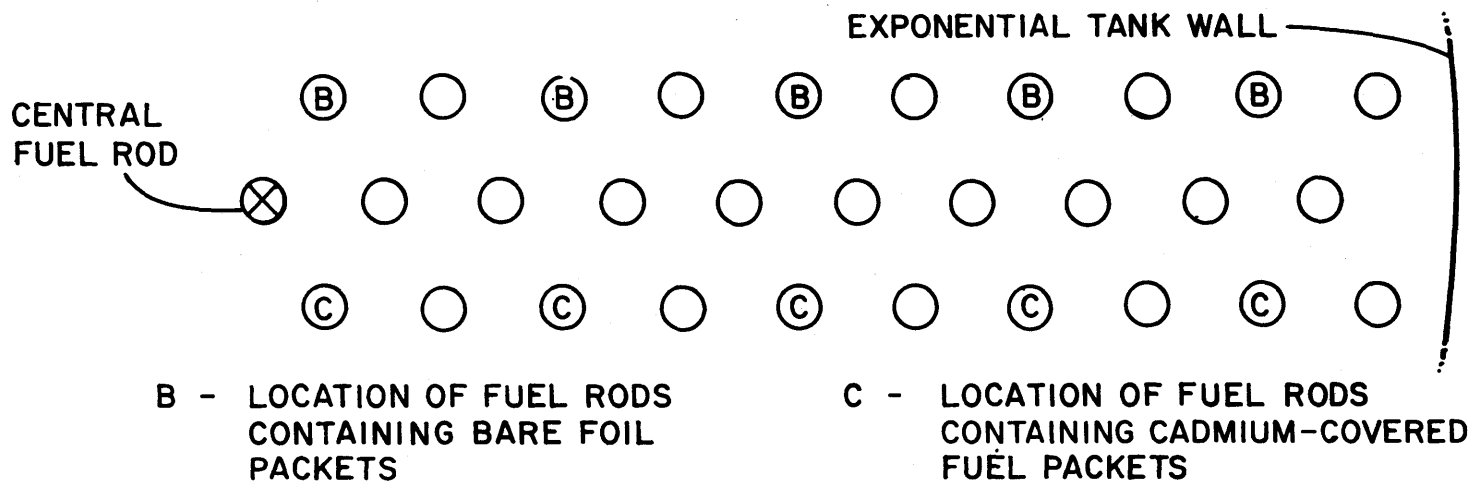 EXPONENTIAL TANK WALL
B B B B B
CENTRAL
FUEL ROD
C C C C C
B - LOCATION OF FUEL RODS
CONTAINING BARE FOIL
PACKETS
C - LOCATION OF FUEL RODS
CONTAINING CADMIUM-COVERED
FUEL PACKETS